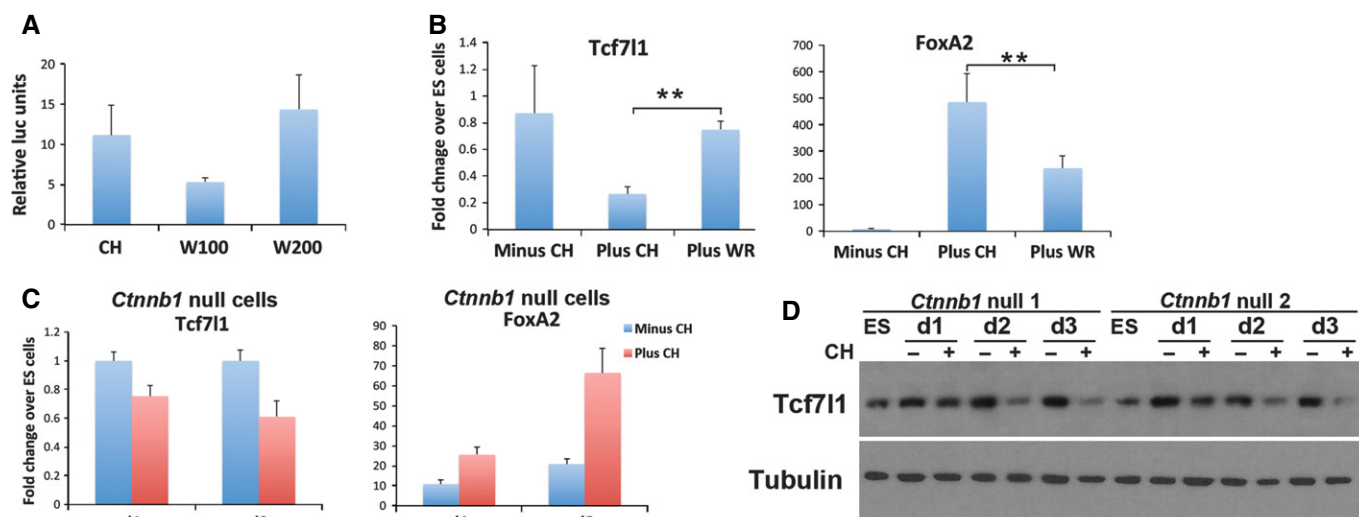 A
Relative luc units
20
15
10
5
0
CH W100 W200
B
Tcf7l1
Fold chnage over ES cells
1.4
1.2
1
0.8
0.6
0.4
0.2
0
**
Minus CH Plus CH Plus WR
FoxA2
700
600
500
400
300
200
100
0
**
Minus CH Plus CH Plus WR
C
Ctnnb1 null cells
Tcf7l1
Fold change over ES cells
1.2
1
0.8
0.6
0.4
0.2
0
Ctnnb1 null cells
FoxA2
90
80
70
60
50
40
30
20
10
0
Minus CH
Plus CH
D
Ctnnb1 null 1 Ctnnb1 null 2
ES d1 d2 d3 ES d1 d2 d3
CH − + − + − + − + − + − +
Tcf7l1
Tubulin